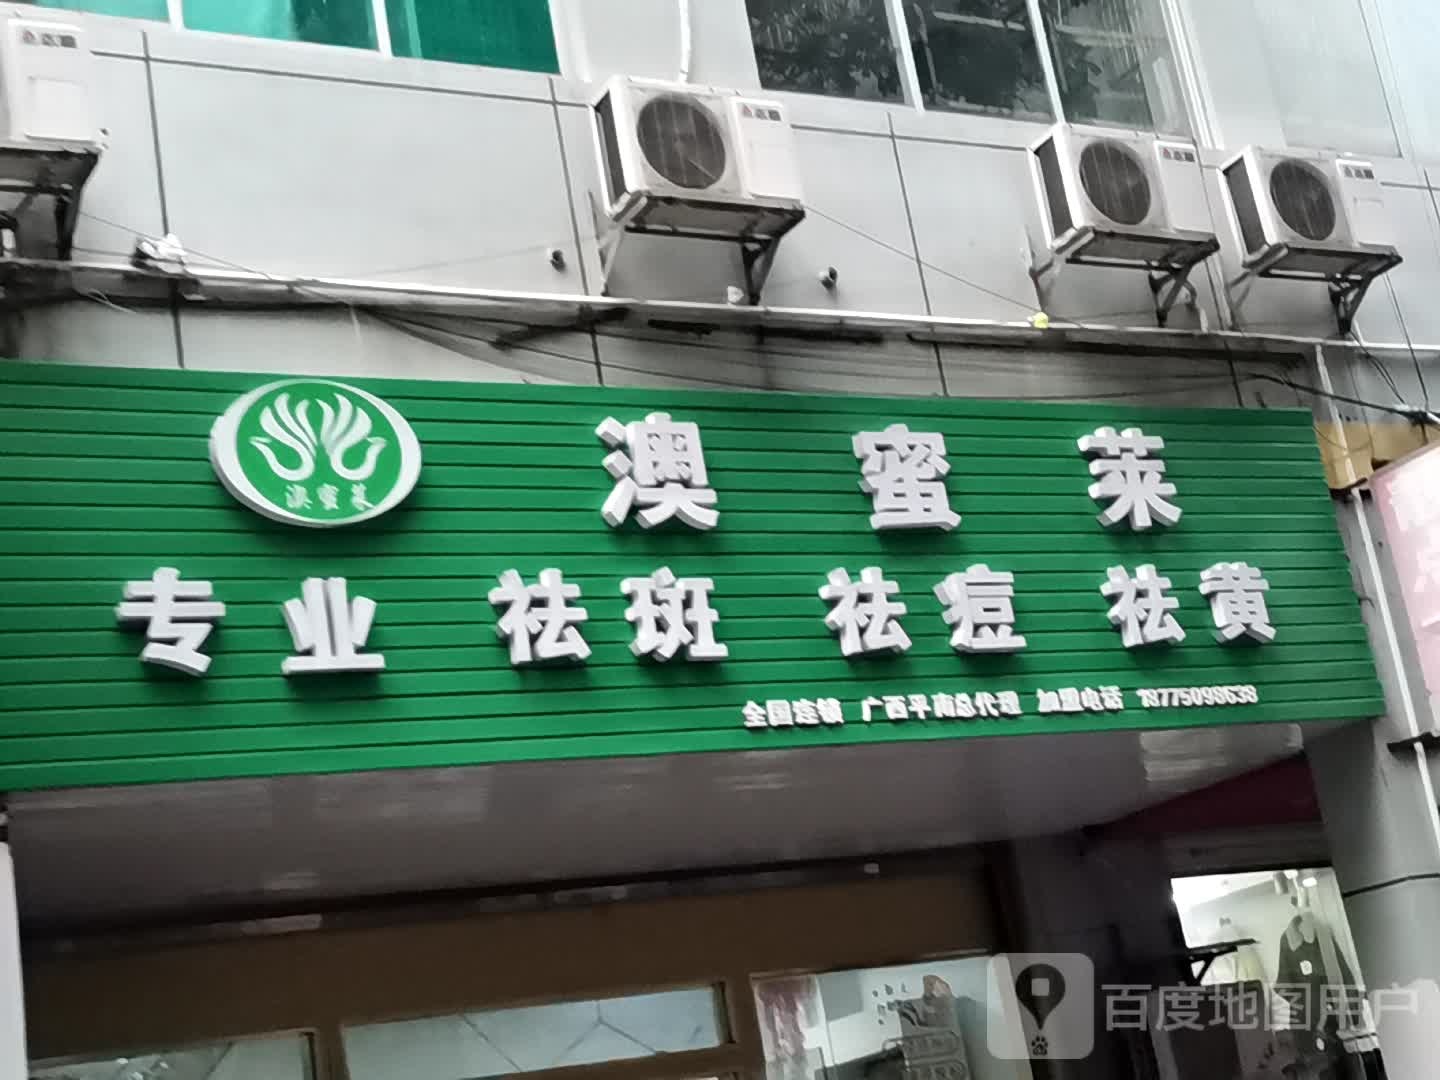 澳蜜莱
澳蜜莱
专业 祛斑 祛痘 祛黄
全国连锁 广西平南总代理 加盟电话 18775098638
百度地图用户